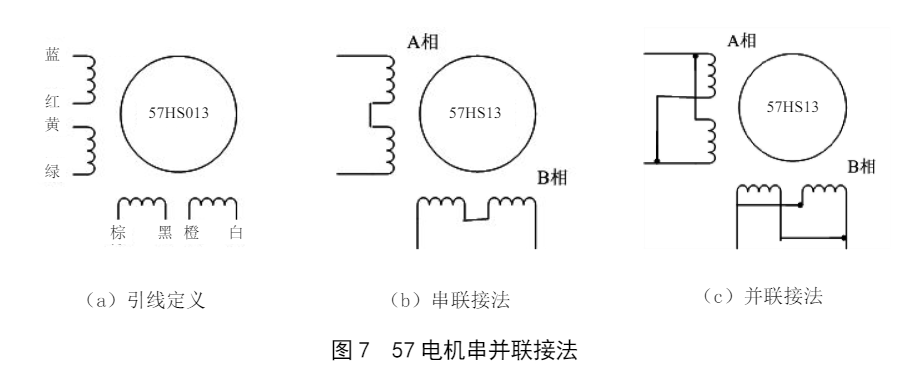 蓝
红
黄
绿
57HS013
棕 黑 橙 白
(a) 引线定义
A相
57HS13
B相
(b) 串联接法
A相
57HS13
B相
(c) 并联接法
图 7 57 电机串并联接法